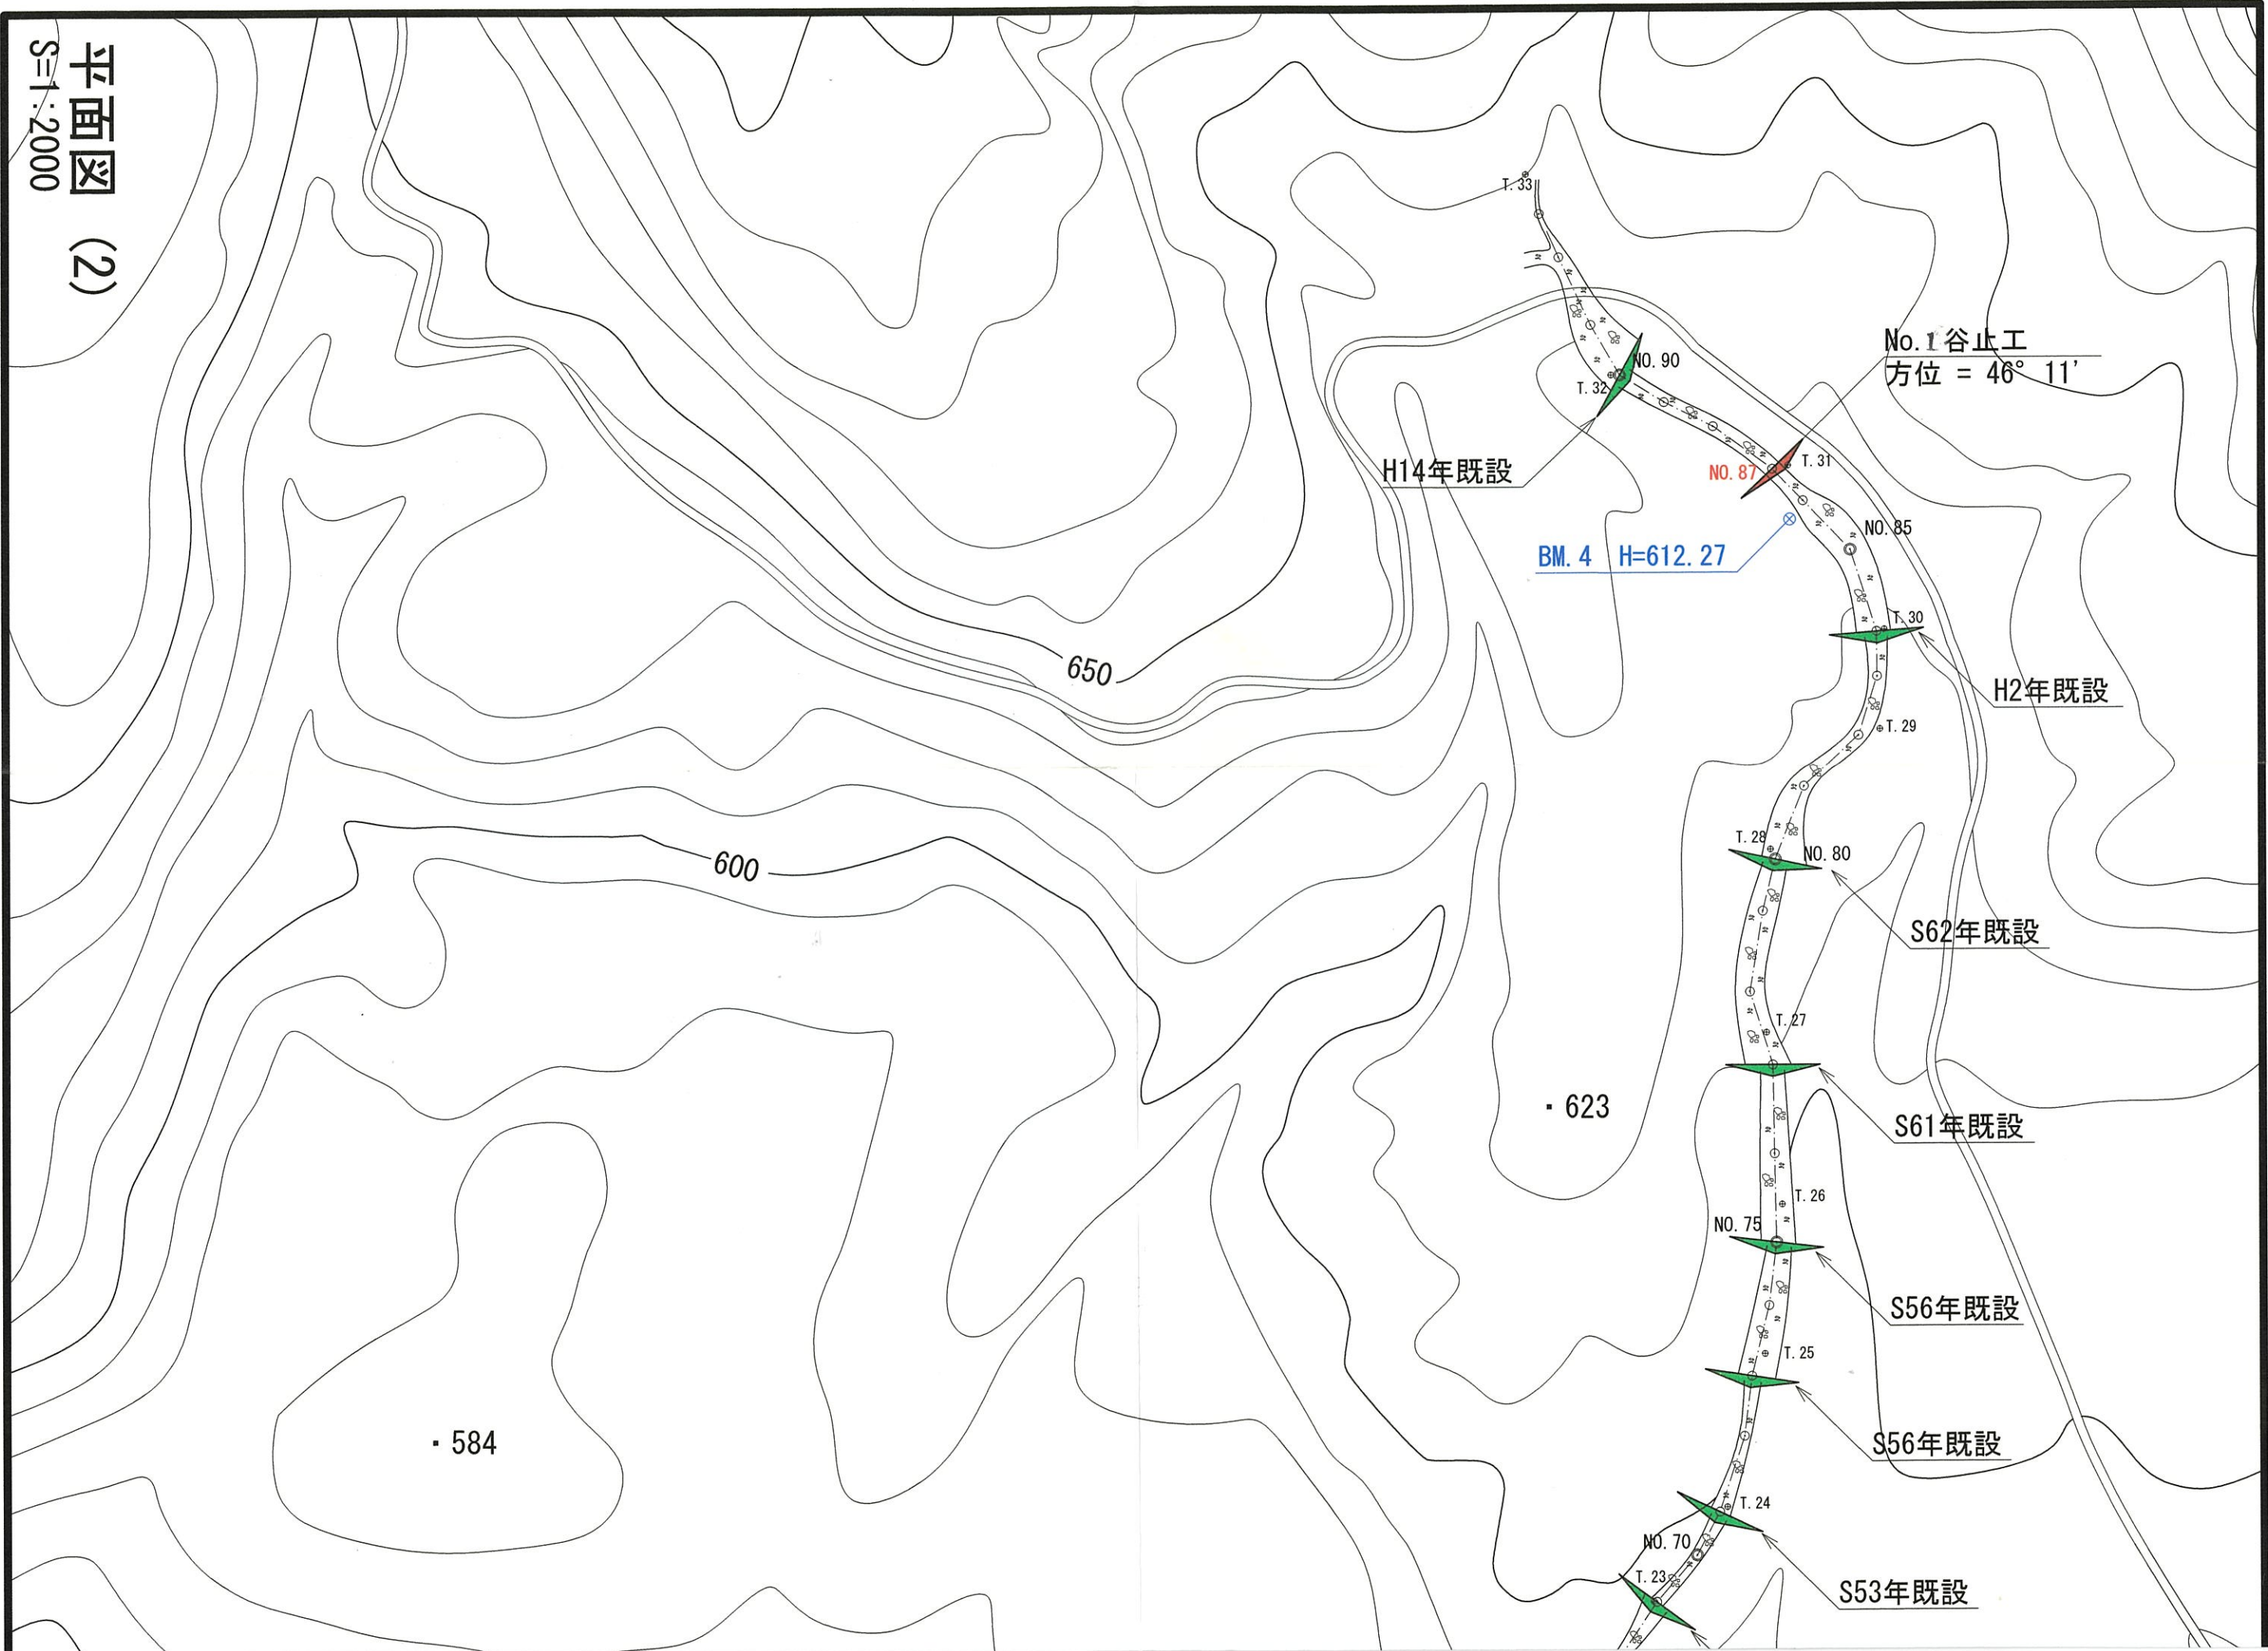 平面図 (2)
S=1:2000
T.33
NO.90
T.32
No.1谷止工
方位 = 46° 11'
H14年既設
NO.87
T.31
NO.85
BM.4 H=612.27
T.30
650
H2年既設
T.29
T.28
NO.80
600
S62年既設
T.27
・623
S61年既設
T.26
NO.75
S56年既設
T.25
・584
S56年既設
T.24
NO.70
T.23
S53年既設